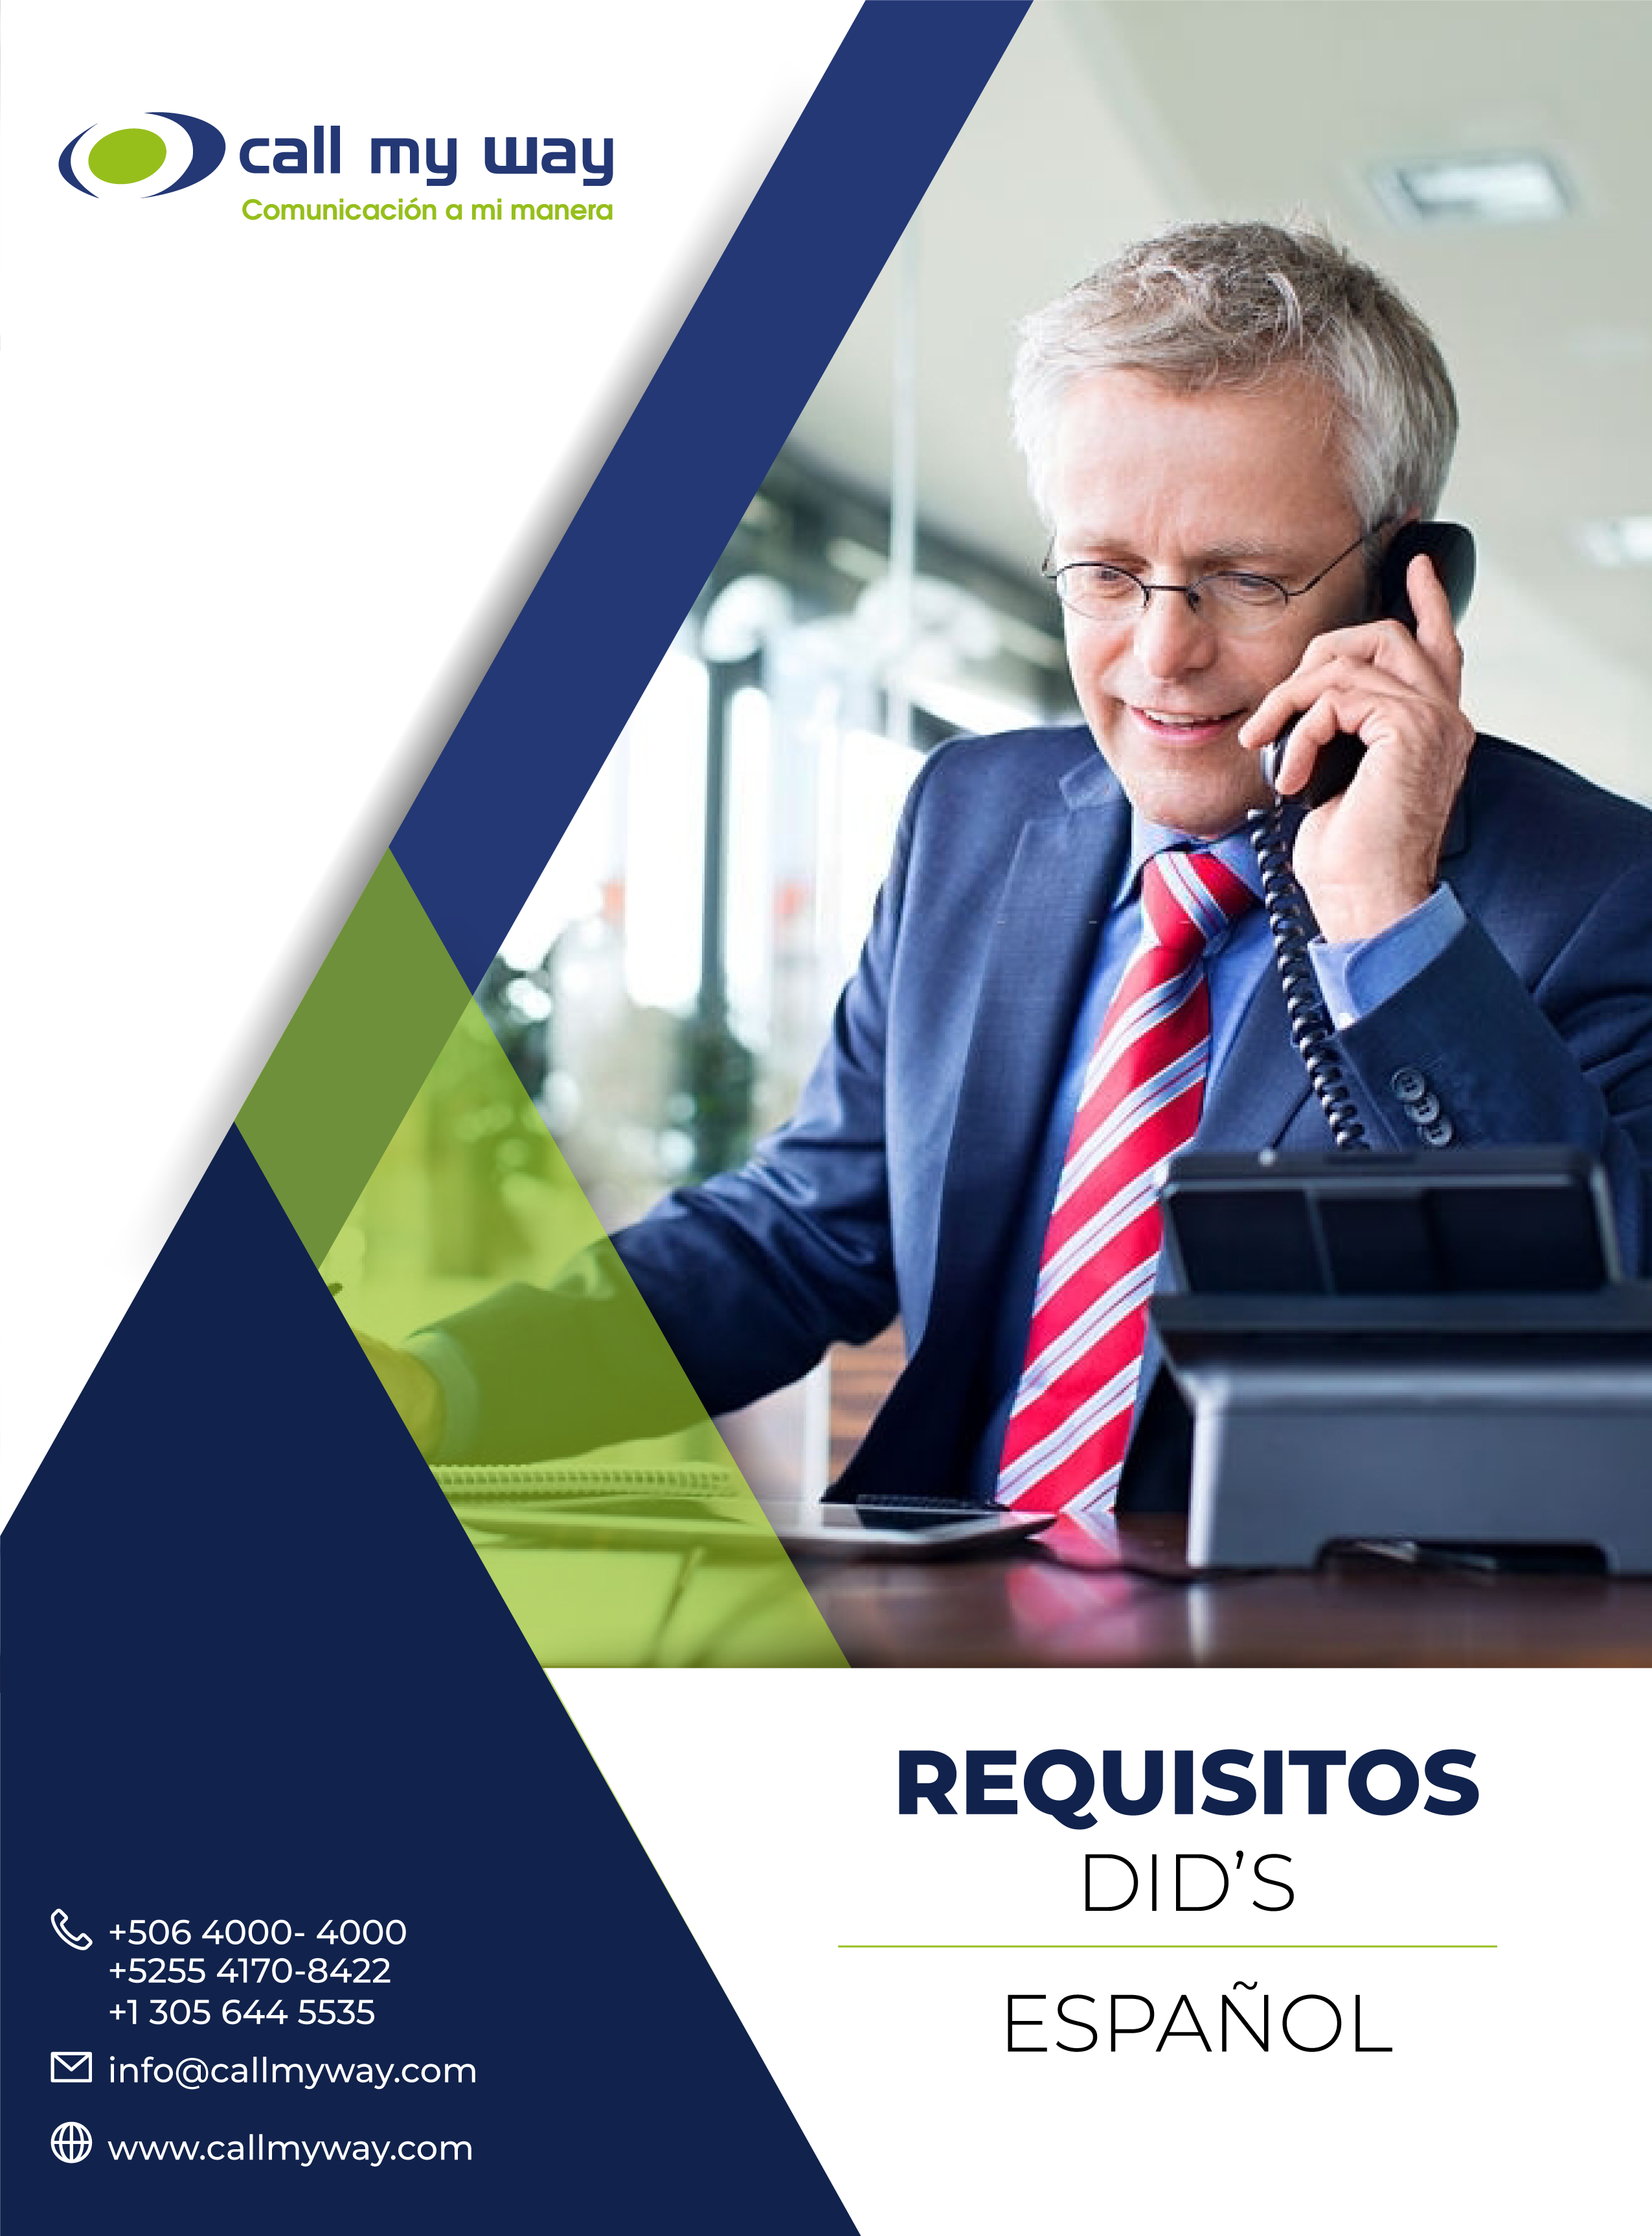 call my way
Comunicación a mi manera
REQUISITOS
DID’S
ESPAÑOL
+506 4000- 4000
+5255 4170-8422
+1 305 644 5535
info@callmyway.com
www.callmyway.com